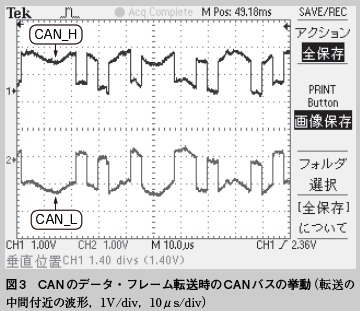 Tek
Acq Complete
M Pos: 49.18ms
SAVE/REC
CAN_H
アクション
全保存
1
PRINT
Button
画像保存
2
フォルダ
選択
CAN_L
[全保存]
について
CH1 1.00V
CH2 1.00V
M 10.0μs
CH1
2.36V
垂直位置CH1 1.40 divs (1.40V)
図3 CANのデータ・フレーム転送時のCANバスの挙動(転送の
中間付近の波形，1V/div，10μs/div)